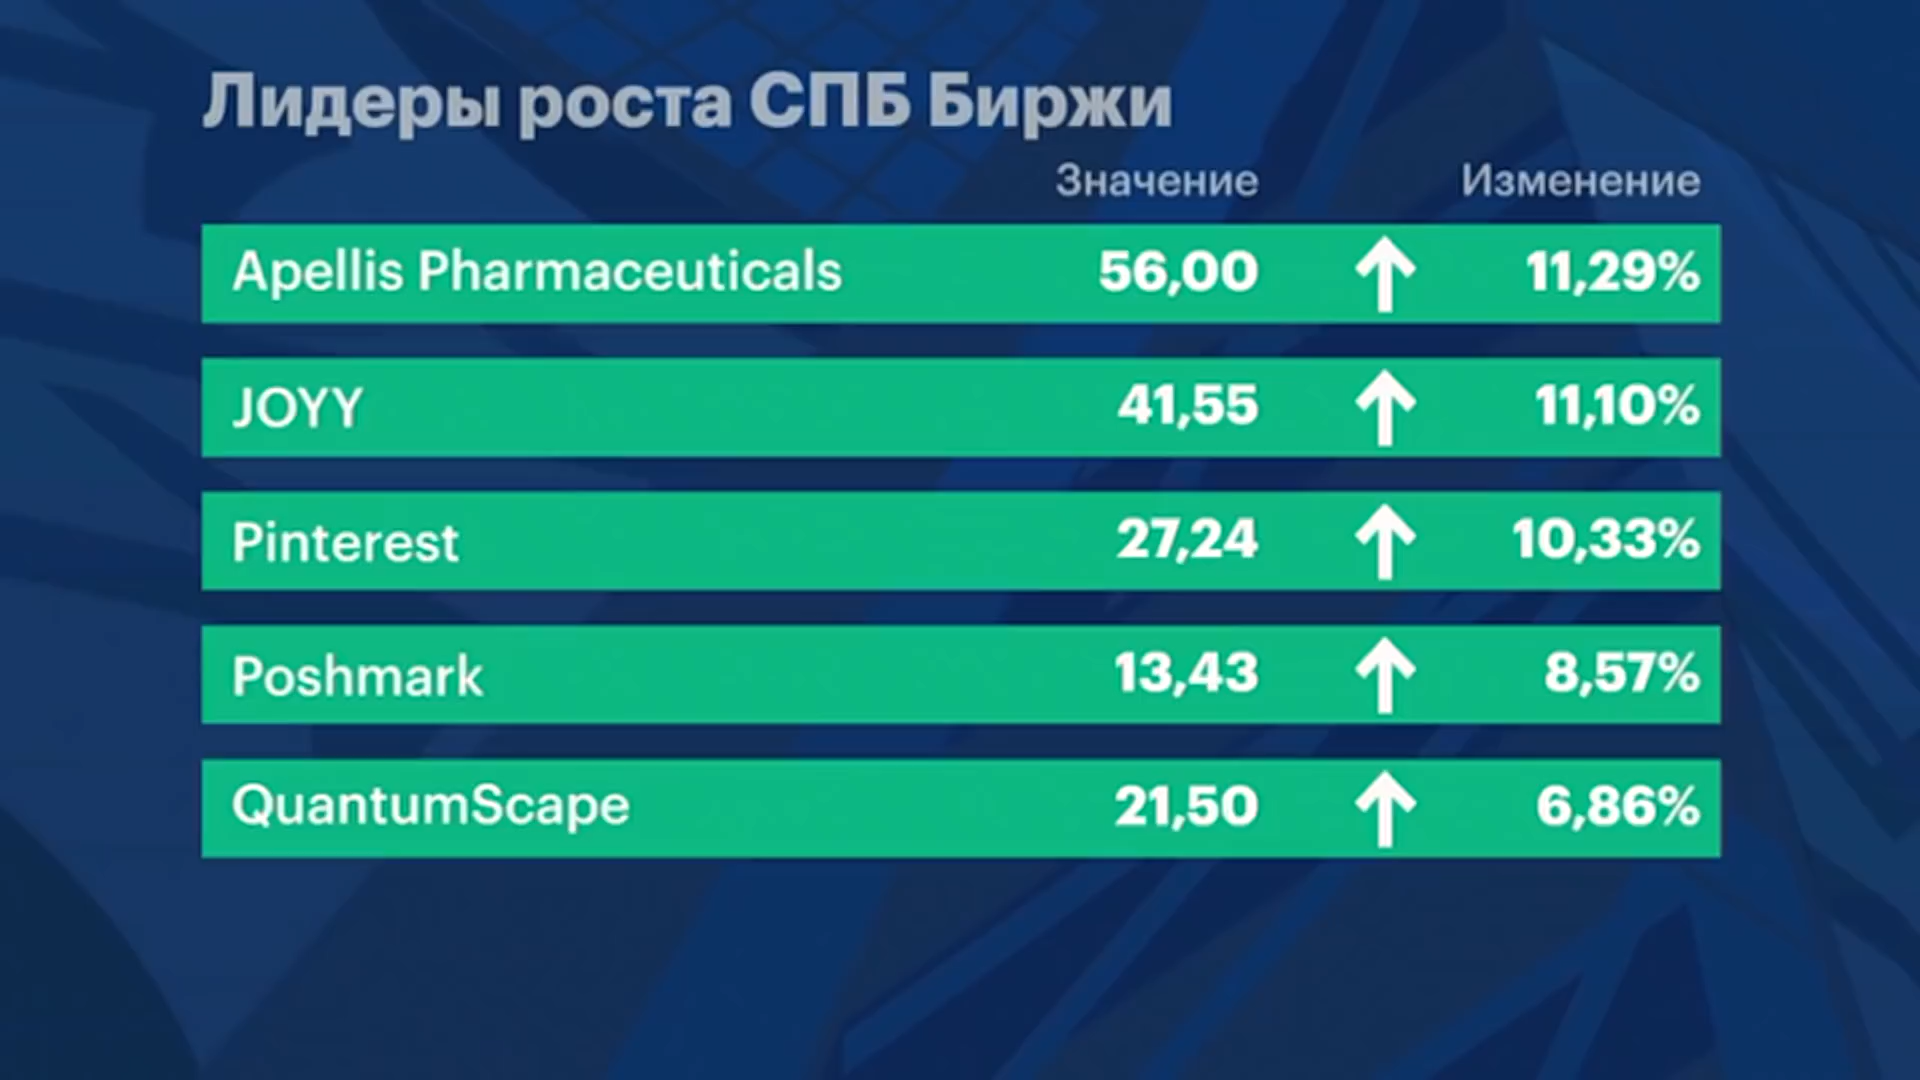 Лидеры роста СПБ Биржи
Значение Изменение
Apellis Pharmaceuticals 56,00 11,29%
JOYY 41,55 11,10%
Pinterest 27,24 10,33%
Poshmark 13,43 8,57%
QuantumScape 21,50 6,86%